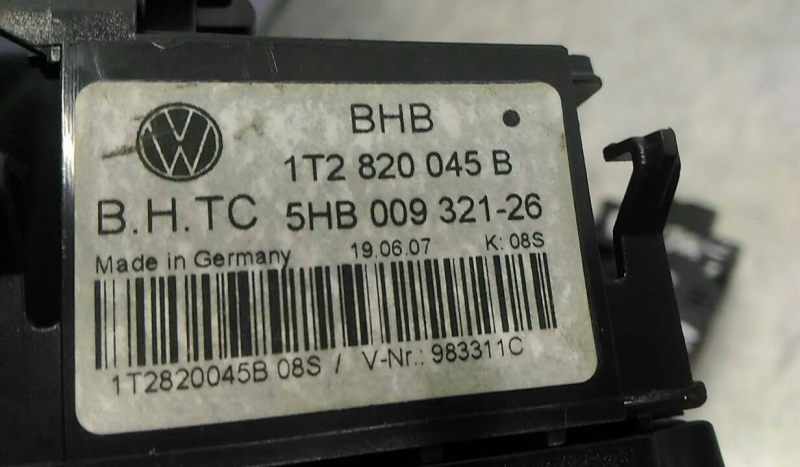 BHB
1T2 820 045 B
B.H.TC 5HB 009 321-26
Made in Germany 19.06.07 K: 08S
1T2820045B 08S / V-Nr.: 983311C